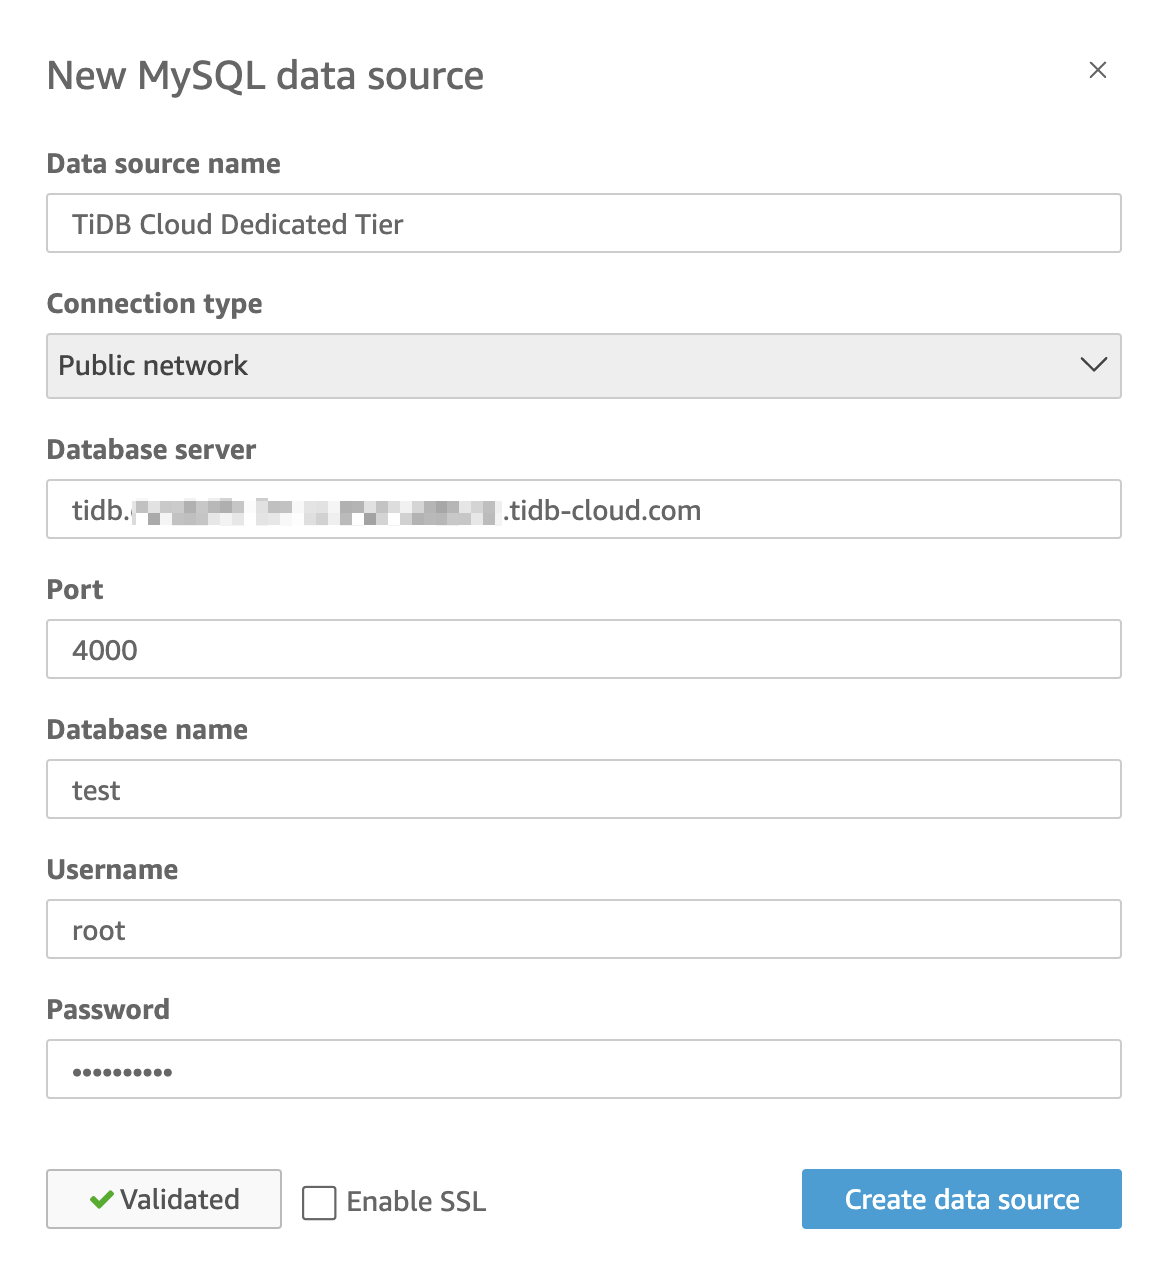 New MySQL data source
Data source name
TiDB Cloud Dedicated Tier
Connection type
Public network
Database server
tidb. .tidb-cloud.com
Port
4000
Database name
test
Username
root
Password
••••••••••
Validated
Enable SSL
Create data source